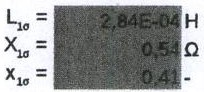 L₁σ = 2,84E-04 H
X₁σ = 0,54 Ω
x₁σ = 0,41 -